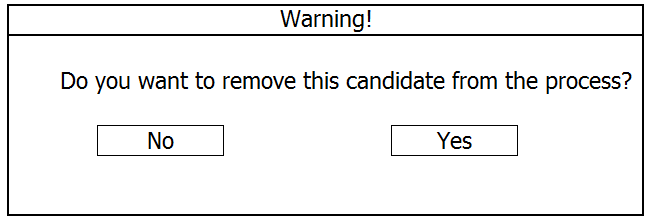 Warning!
Do you want to remove this candidate from the process?
No Yes